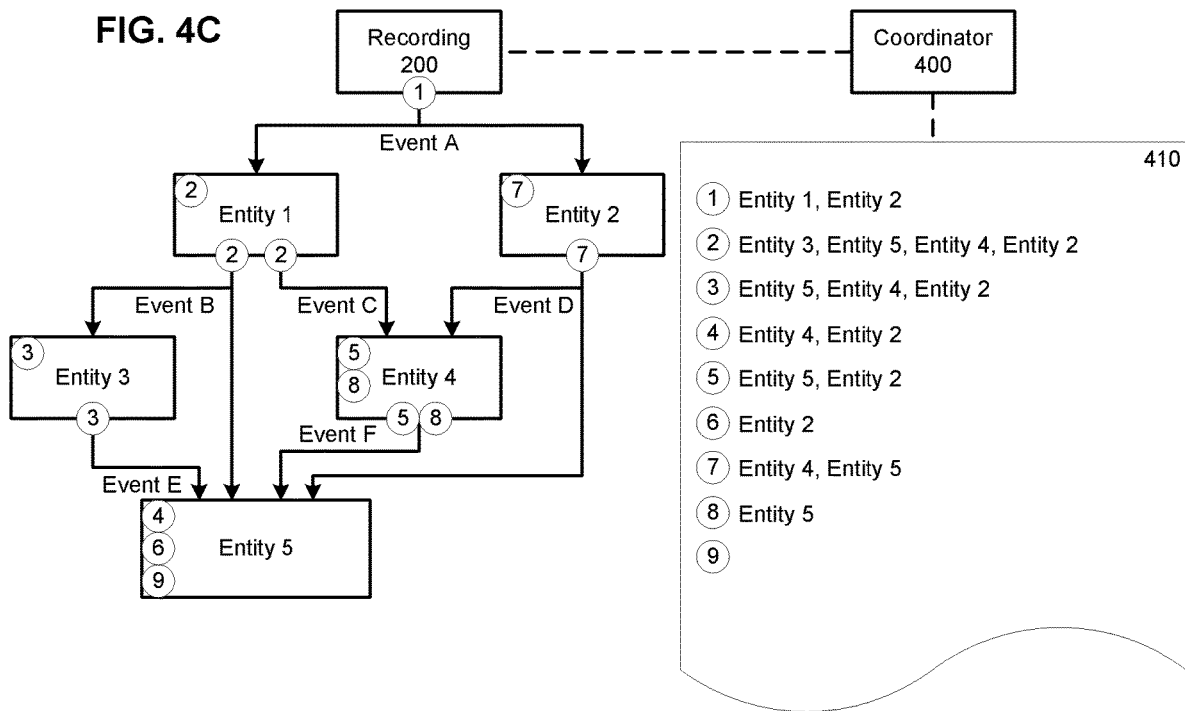 FIG. 4C
Recording
200
1
Coordinator
400
Event A
410
2
Entity 1
2
2
7
Entity 2
7
1 Entity 1, Entity 2
2 Entity 3, Entity 5, Entity 4, Entity 2
3 Entity 5, Entity 4, Entity 2
4 Entity 4, Entity 2
5 Entity 5, Entity 2
6 Entity 2
7 Entity 4, Entity 5
8 Entity 5
9
Event B
Event C
Event D
3
Entity 3
3
5
8
Entity 4
5
8
Event F
Event E
4
6
9
Entity 5